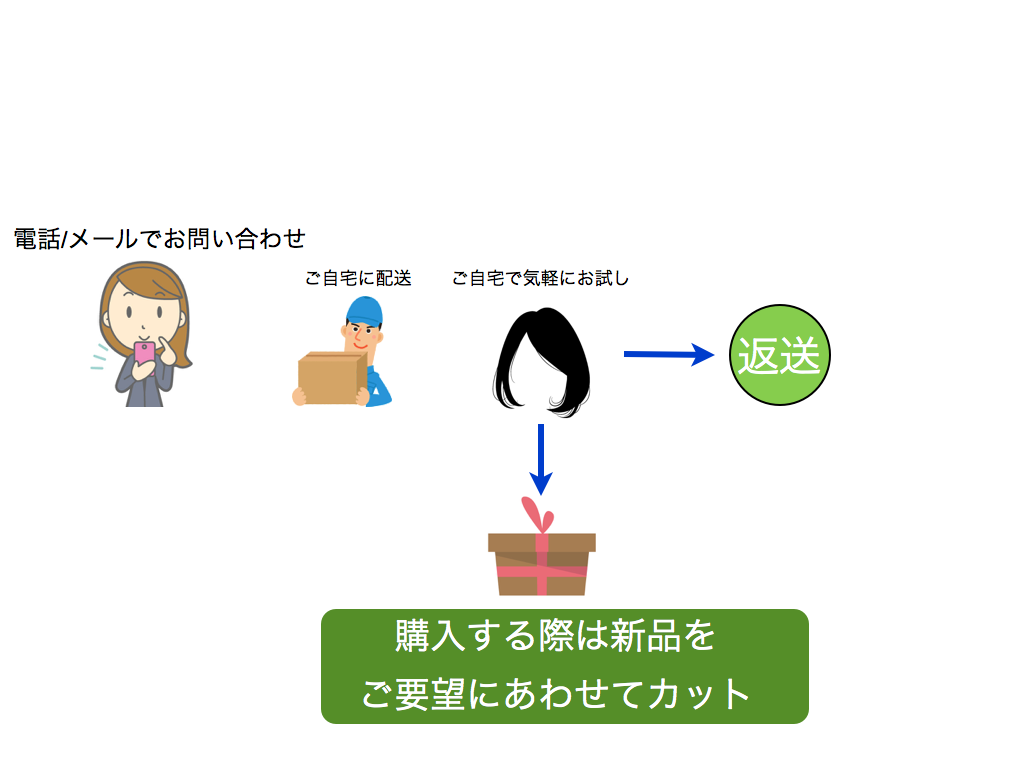 電話/メールでお問い合わせ
ご自宅に配送
ご自宅で気軽にお試し
返送
購入する際は新品を
ご要望にあわせてカット